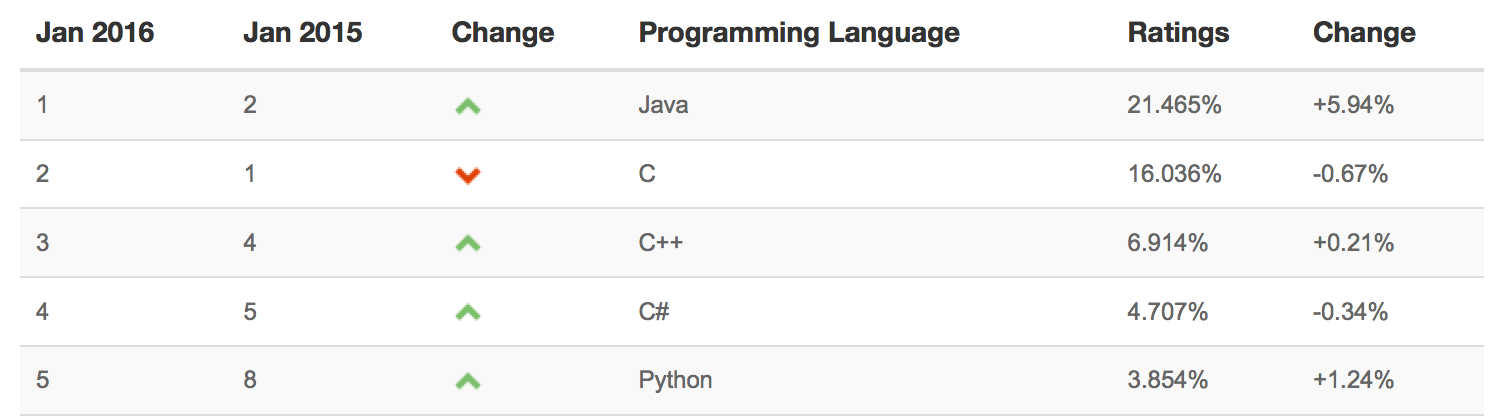 Jan 2016 Jan 2015 Change Programming Language Ratings Change
1 2 Java 21.465% +5.94%
2 1 C 16.036% -0.67%
3 4 C++ 6.914% +0.21%
4 5 C# 4.707% -0.34%
5 8 Python 3.854% +1.24%